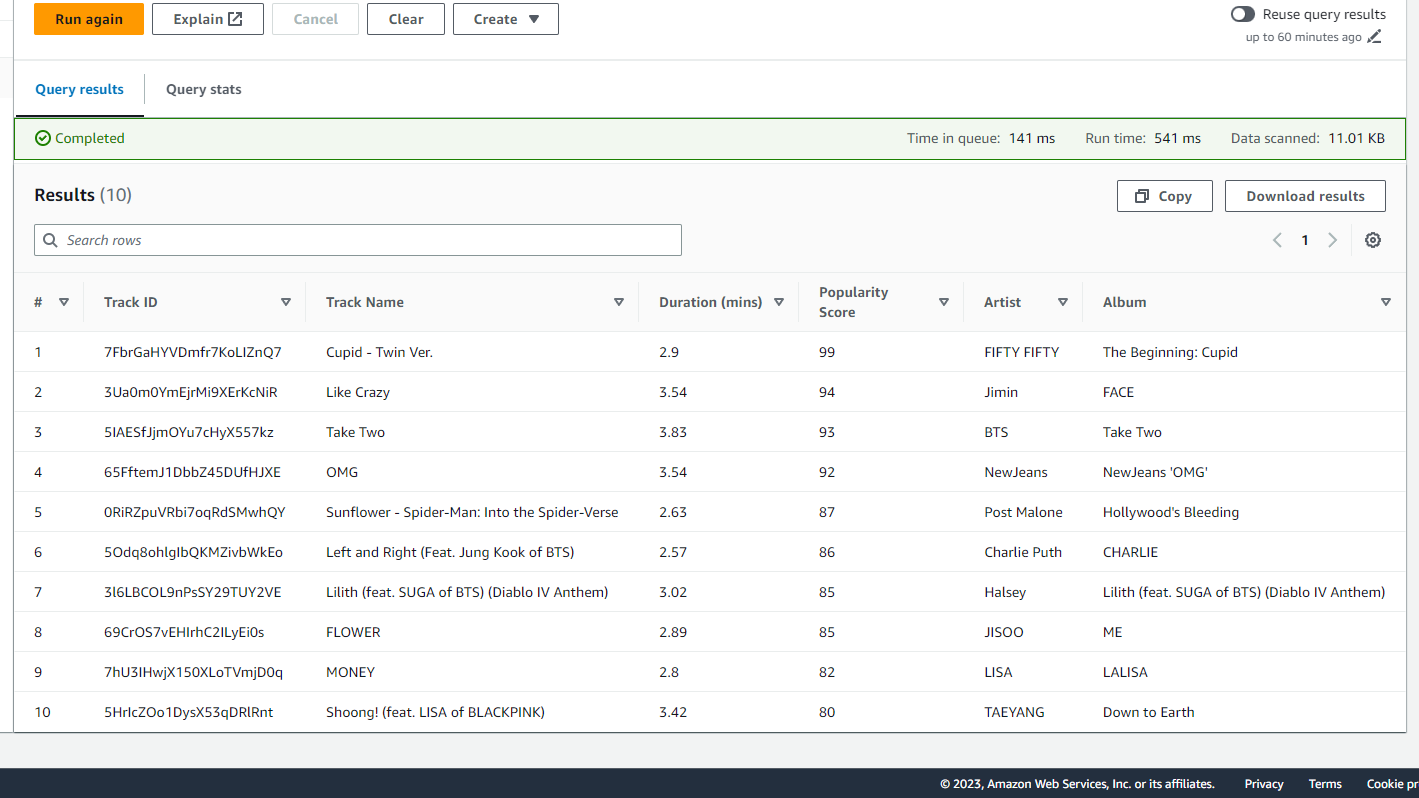 Run again Explain Cancel Clear Create Reuse query results
up to 60 minutes ago
Query results Query stats
Completed Time in queue: 141 ms Run time: 541 ms Data scanned: 11.01 KB
Results (10) Copy Download results
Search rows 1
# Track ID Track Name Duration (mins) Popularity Score Artist Album
1 7FbrGaHYVDmfr7KoLIZnQ7 Cupid - Twin Ver. 2.9 99 FIFTY FIFTY The Beginning: Cupid
2 3Ua0m0YmEjrMi9XErKcNiR Like Crazy 3.54 94 Jimin FACE
3 5IAESfJjmOYu7cHyX557kz Take Two 3.83 93 BTS Take Two
4 65FftemJ1DbbZ45DUfHJXE OMG 3.54 92 NewJeans NewJeans 'OMG'
5 0RiRZpuVRbi7oqRdSMwhQY Sunflower - Spider-Man: Into the Spider-Verse 2.63 87 Post Malone Hollywood's Bleeding
6 5Odq8ohlgIbQKMZivbWkEo Left and Right (Feat. Jung Kook of BTS) 2.57 86 Charlie Puth CHARLIE
7 3l6LBCOL9nPsSY29TUY2VE Lilith (feat. SUGA of BTS) (Diablo IV Anthem) 3.02 85 Halsey Lilith (feat. SUGA of BTS) (Diablo IV Anthem)
8 69CrOS7vEHIrhC2ILyEi0s FLOWER 2.89 85 JISOO ME
9 7hU3IHwjX150XLoTVmjD0q MONEY 2.8 82 LISA LALISA
10 5HrIcZOo1DysX53qDRlRnt Shoong! (feat. LISA of BLACKPINK) 3.42 80 TAEYANG Down to Earth
© 2023, Amazon Web Services, Inc. or its affiliates. Privacy Terms Cookie pr